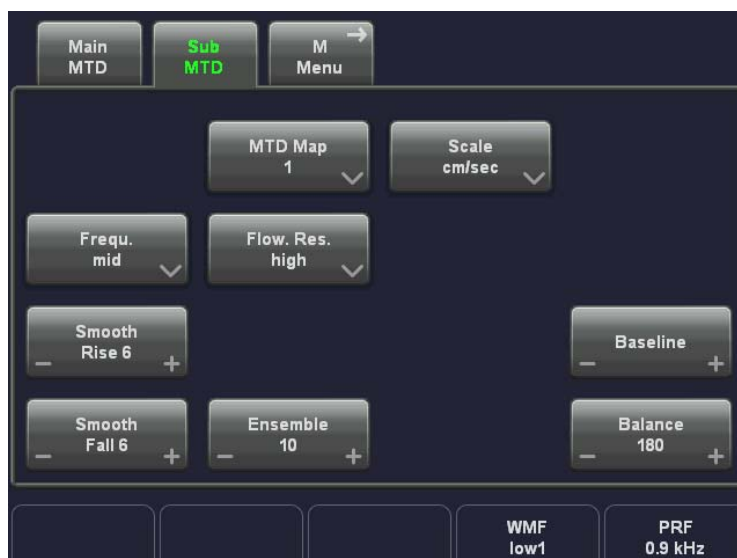 Main
MTD
Sub
MTD
M
Menu
MTD Map
1
Scale
cm/sec
Frequ.
mid
Flow. Res.
high
Smooth
Rise 6
Baseline
Smooth
Fall 6
Ensemble
10
Balance
180
WMF
low1
PRF
0.9 kHz